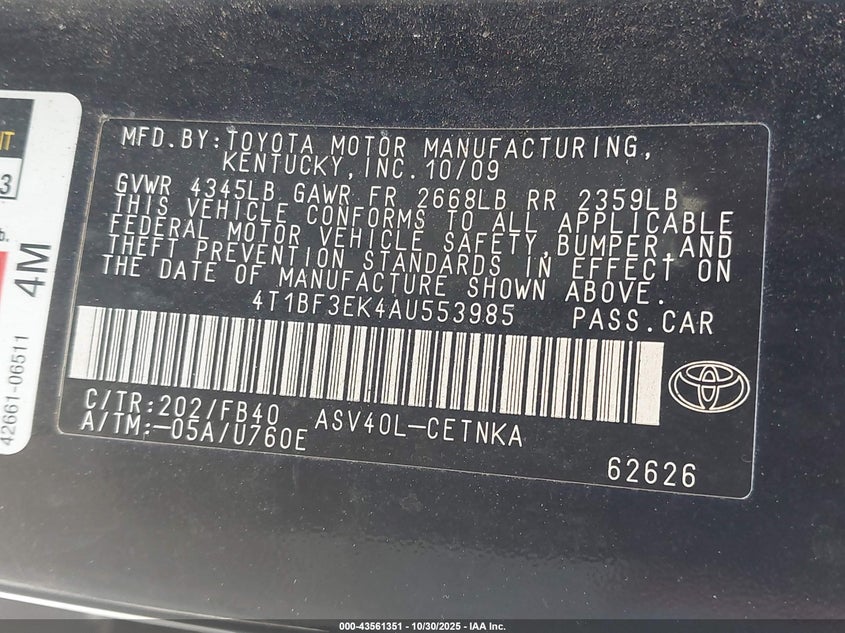 MFD.BY:TOYOTA MOTOR MANUFACTURING,
KENTUCKY,INC.10/09
GVWR 4345LB GAWR FR 2668LB RR 2359LB
THIS VEHICLE CONFORMS TO ALL APPLICABLE
FEDERAL MOTOR VEHICLE SAFETY,BUMPER,AND
THEFT PREVENTION STANDARDS IN EFFECT ON
THE DATE OF MANUFACTURE SHOWN ABOVE.
4T1BF3EK4AU553985 PASS.CAR
C/TR:202/FB40 ASV40L-CETNKA
A/TM:-05A/U760E
62626
3
4M
42661-06511
000-43561351 | 10/30/2025 - IAA Inc.